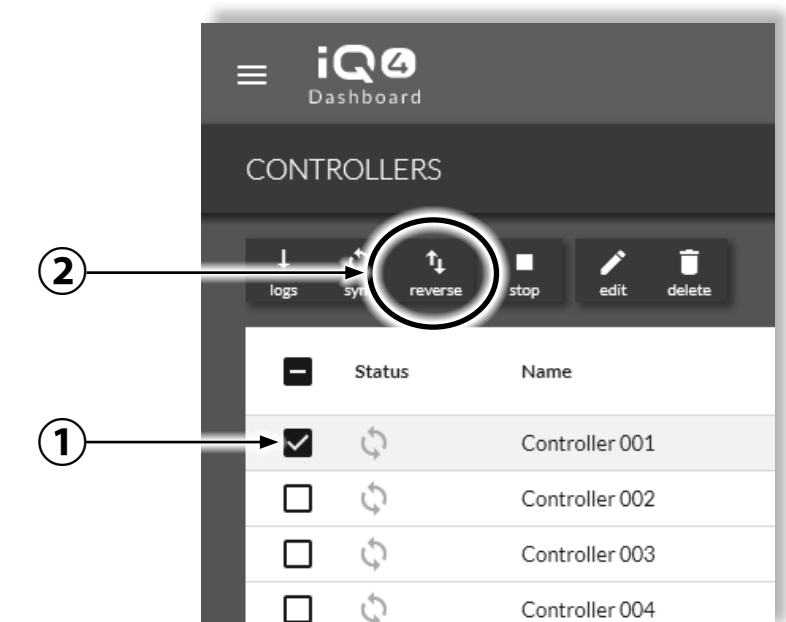 iQ4
Dashboard
CONTROLLERS
2
logs
reverse
stop
edit
delete
Status
Name
1
Controller 001
Controller 002
Controller 003
Controller 004